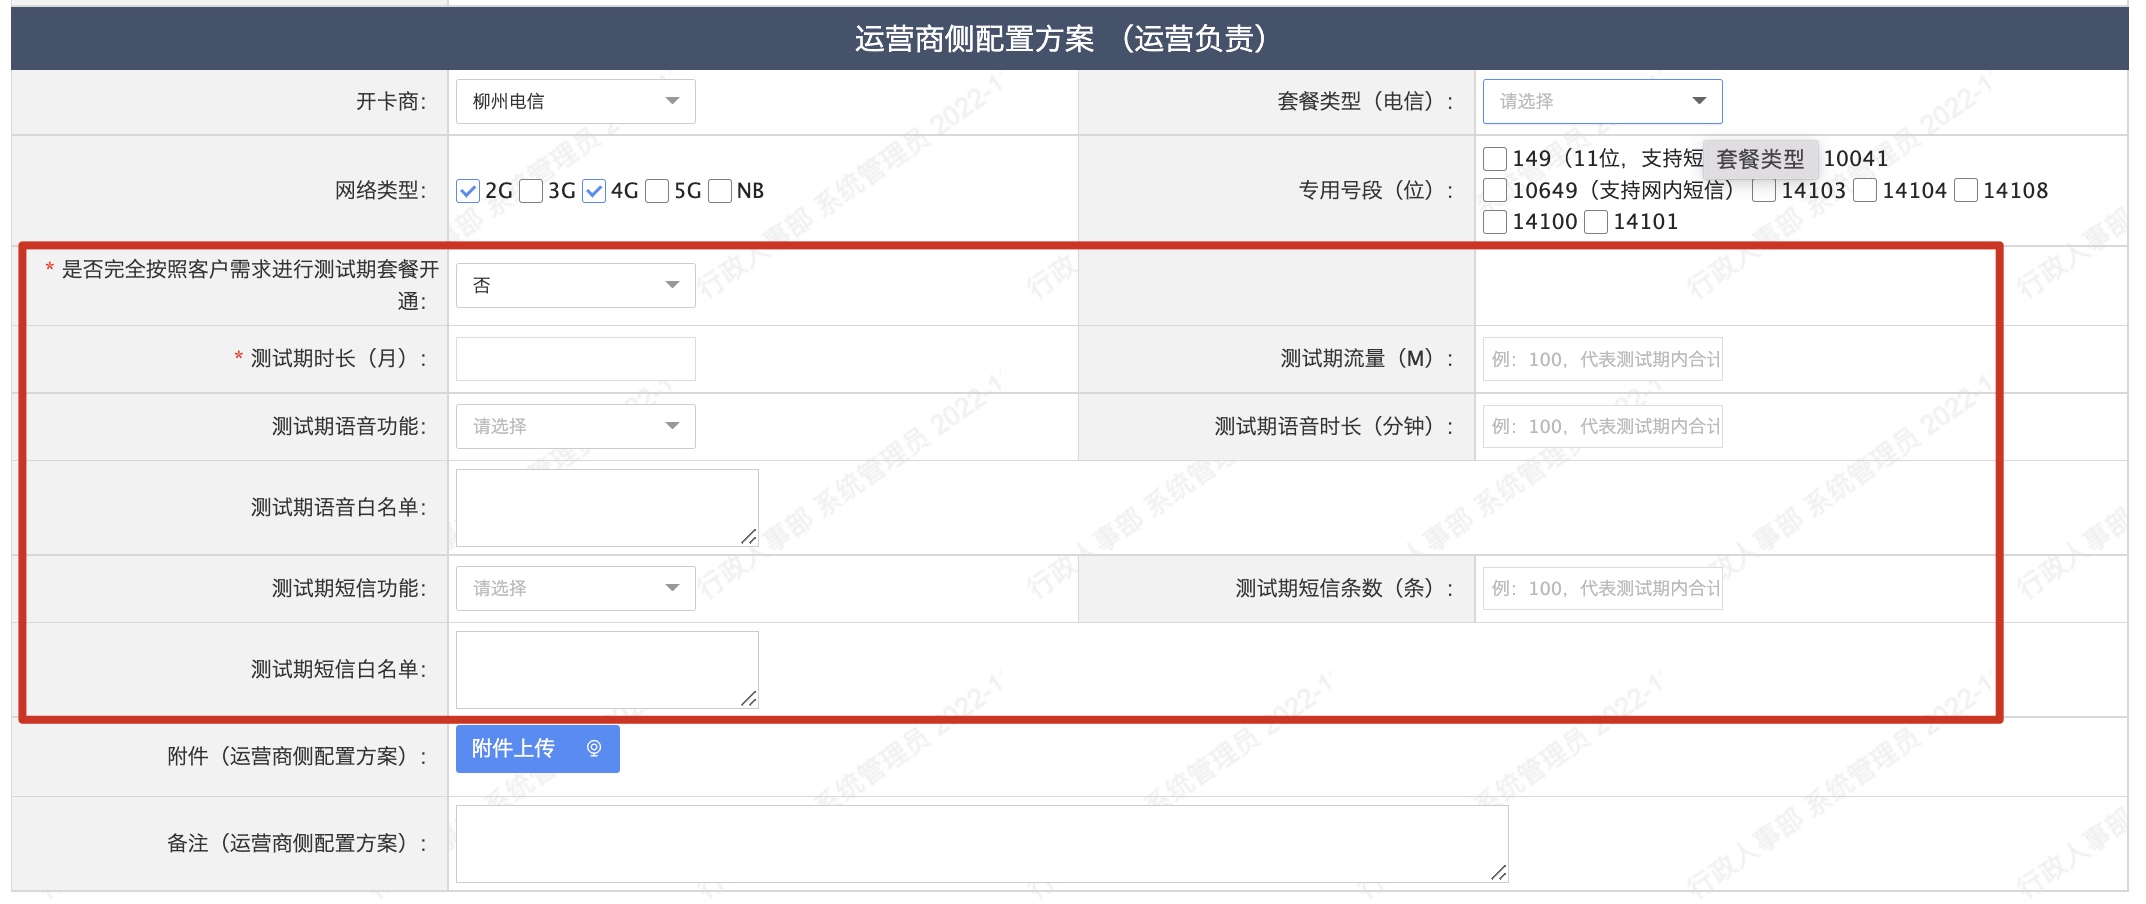 运营商侧配置方案 （运营负责）
开卡商： 柳州电信 套餐类型（电信）： 请选择
网络类型： 2G 3G 4G 5G NB 专用号段（位）： 149（11位，支持短 套餐类型 10041
10649（支持网内短信） 14103 14104 14108
14100 14101
* 是否完全按照客户需求进行测试期套餐开
通： 否
* 测试期时长（月）： 测试期流量（M）： 例：100，代表测试期内合计
测试期语音功能： 请选择 测试期语音时长（分钟）： 例：100，代表测试期内合计
测试期语音白名单：
测试期短信功能： 请选择 测试期短信条数（条）： 例：100，代表测试期内合计
测试期短信白名单：
附件（运营商侧配置方案）： 附件上传
备注（运营商侧配置方案）：
行政人事部 系统管理员 2022-1